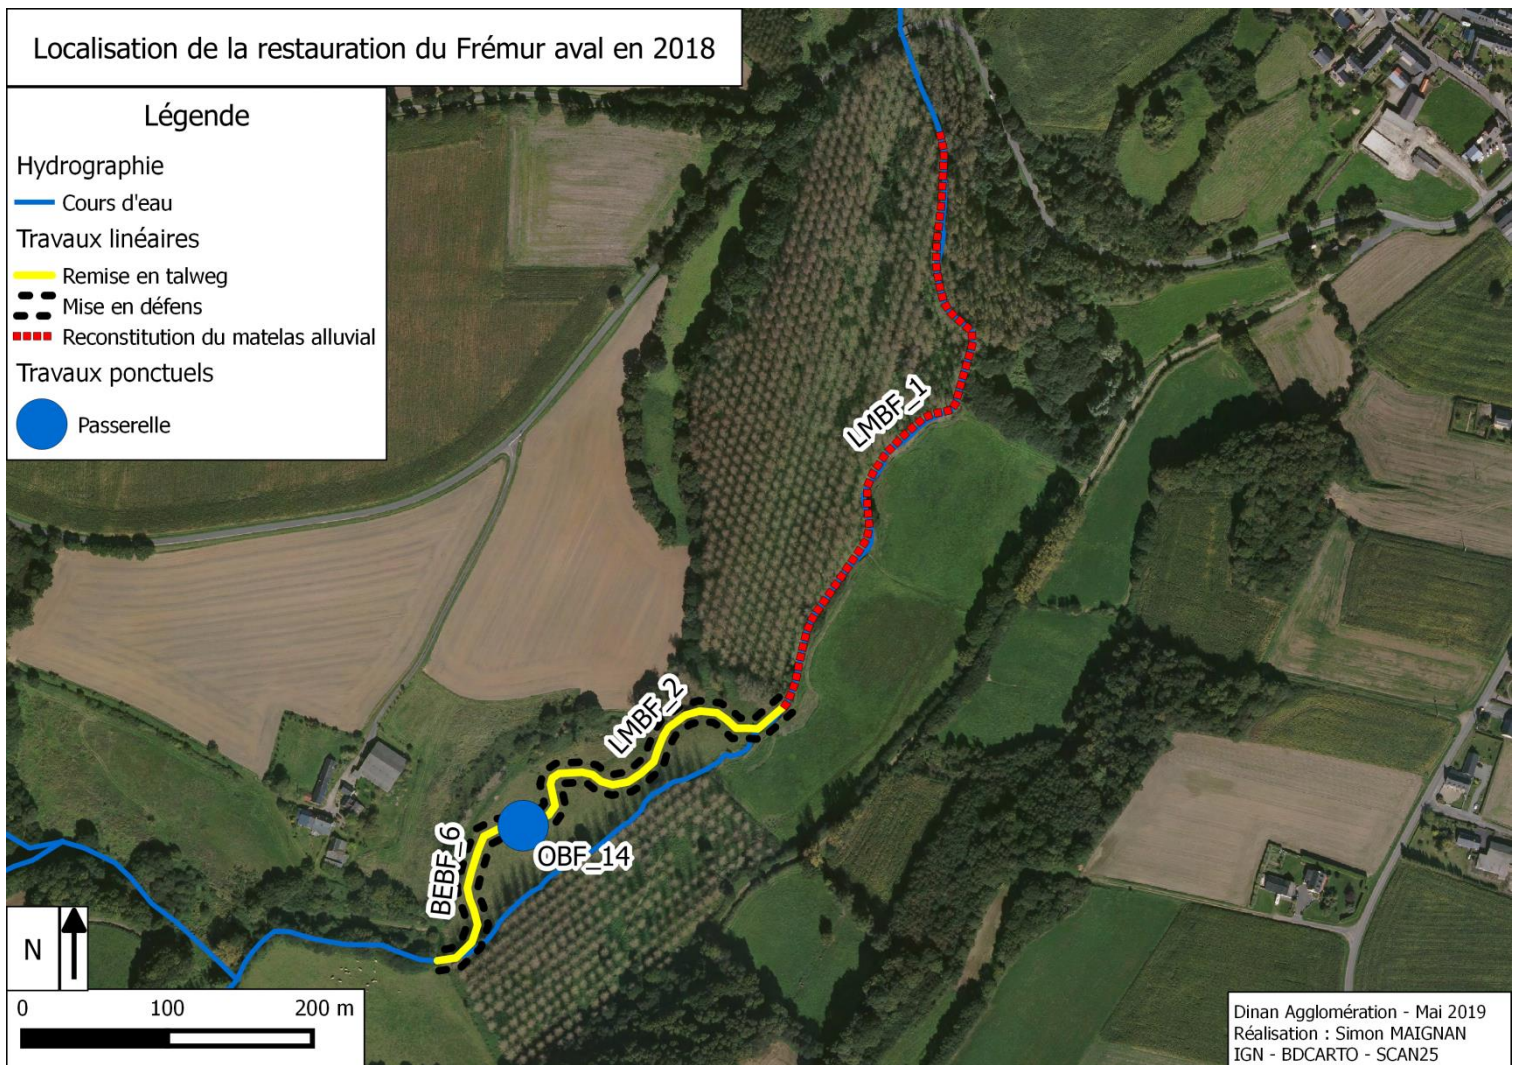 Localisation de la restauration du Frémur aval en 2018
Légende
Hydrographie
Cours d'eau
Travaux linéaires
Remise en talweg
Mise en défens
Reconstitution du matelas alluvial
Travaux ponctuels
Passerelle
LMBF_1
LMBF_2
BEBF_6
OBF_14
N
0 100 200 m
Dinan Agglomération - Mai 2019
Réalisation : Simon MAIGNAN
IGN - BDCARTO - SCAN25